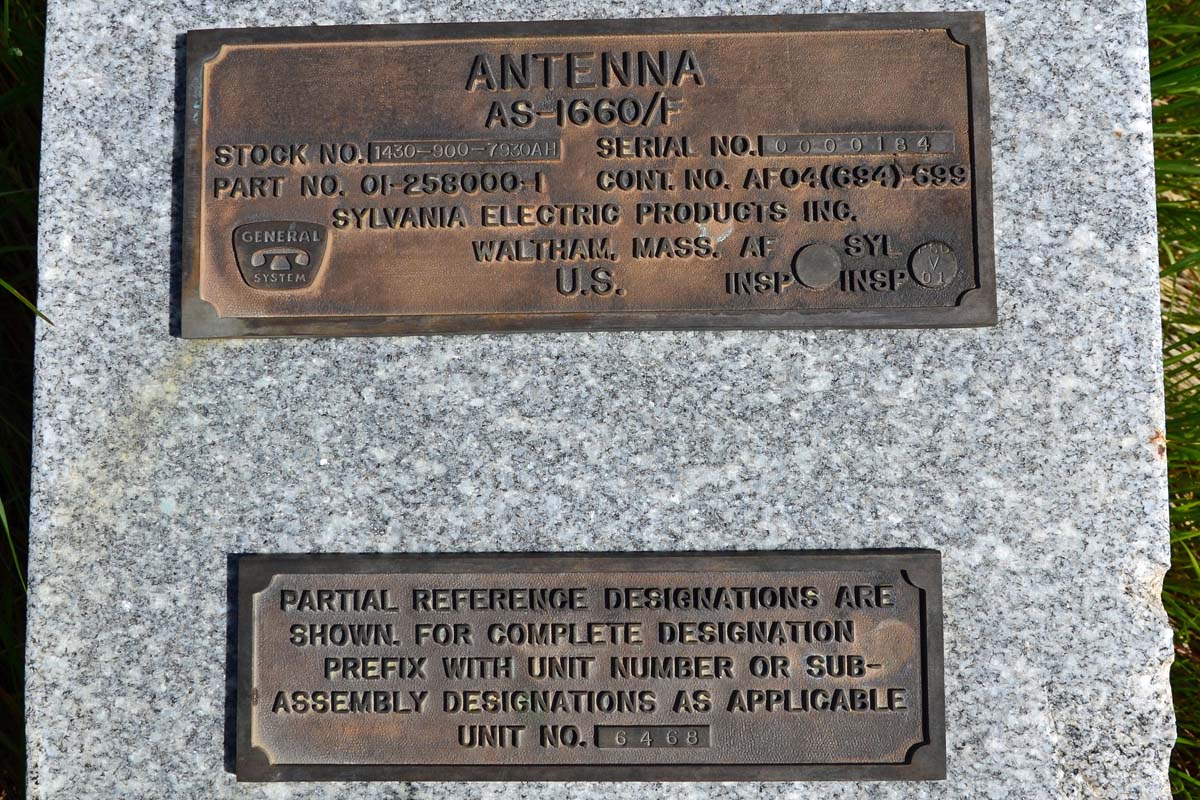 ANTENNA
AS-1660/F
STOCK NO. 1430-900-7930AH SERIAL NO. 0000184
PART NO. 01-258000-1 CONT. NO. AF04(694)-699
SYLVANIA ELECTRIC PRODUCTS INC.
GENERAL
SYSTEM
WALTHAM, MASS. AF SYL
U.S. INSP INSP
V
01
PARTIAL REFERENCE DESIGNATIONS ARE
SHOWN. FOR COMPLETE DESIGNATION
PREFIX WITH UNIT NUMBER OR SUB-
ASSEMBLY DESIGNATIONS AS APPLICABLE
UNIT NO. 6468